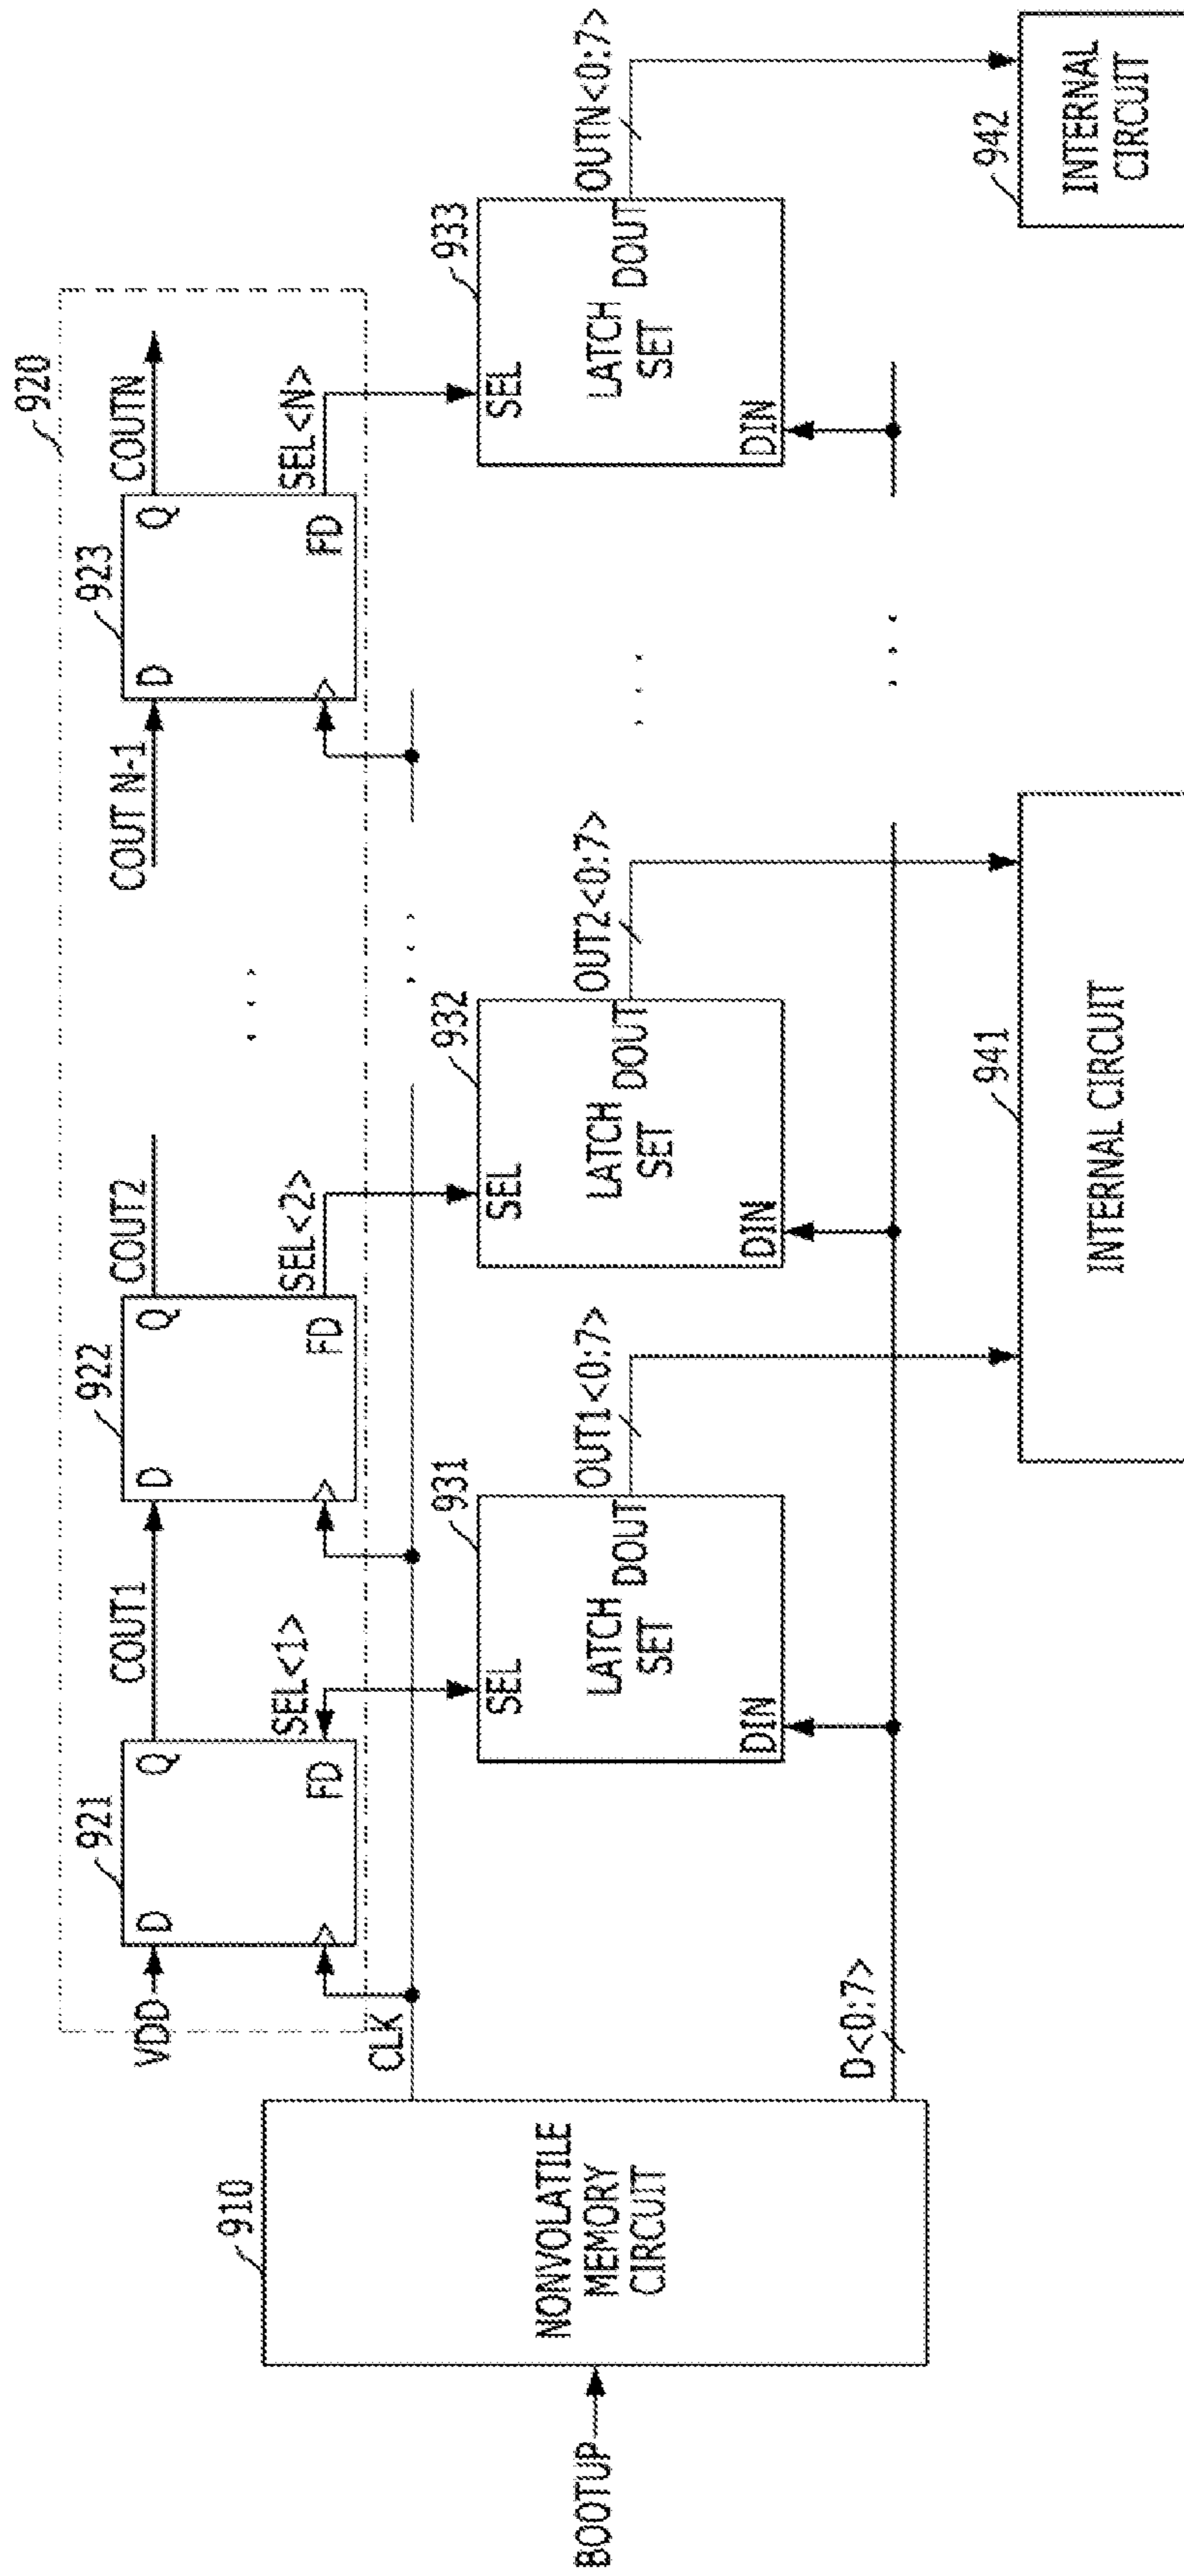 920
921
922
923
VDD
D
Q
FD
COUT1
SEL<1>
D
Q
FD
COUT2
SEL<2>
COUT N-1
D
Q
FD
COUTN
SEL<N>
CLK
BOOTUP
910
NONVOLATILE
MEMORY
CIRCUIT
D<0:7>
931
SEL
LATCH
SET
DOUT
DIN
OUT1<0:7>
932
SEL
LATCH
SET
DOUT
DIN
OUT2<0:7>
933
SEL
LATCH
SET
DOUT
DIN
OUTN<0:7>
941
INTERNAL CIRCUIT
942
INTERNAL
CIRCUIT